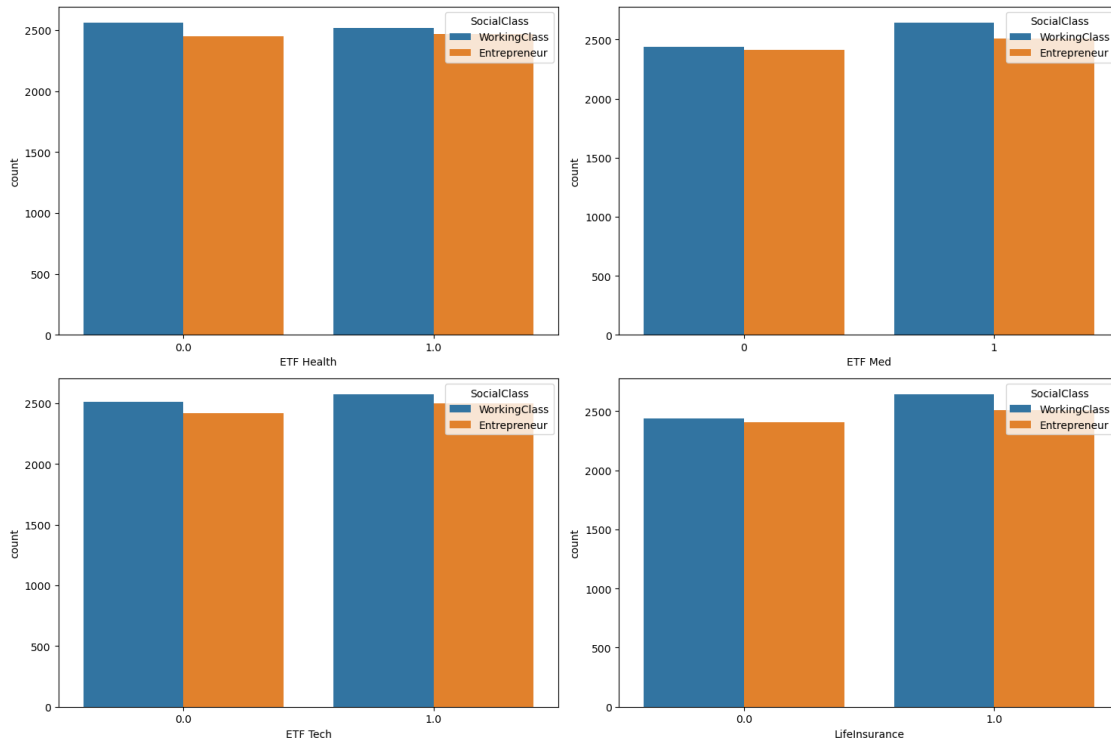 SocialClass
WorkingClass
Entrepreneur
2500
2000
1500
1000
500
0
count
0.0 1.0
ETF Health
SocialClass
WorkingClass
Entrepreneur
2500
2000
1500
1000
500
0
count
0 1
ETF Med
SocialClass
WorkingClass
Entrepreneur
2500
2000
1500
1000
500
0
count
0.0 1.0
ETF Tech
SocialClass
WorkingClass
Entrepreneur
2500
2000
1500
1000
500
0
count
0.0 1.0
LifeInsurance